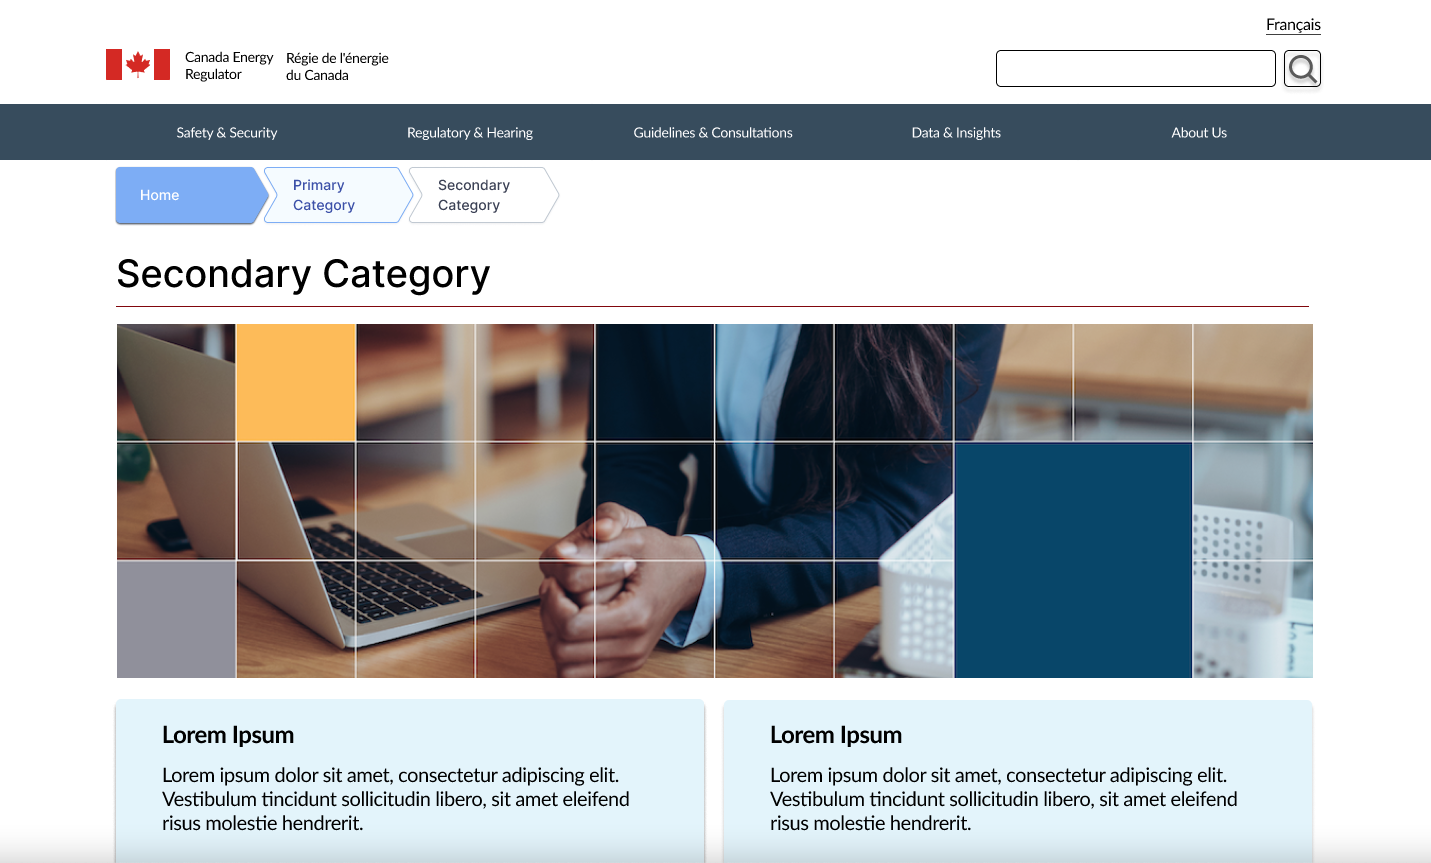 Français
Canada Energy
Regulator
Régie de l'énergie
du Canada
Safety & Security
Regulatory & Hearing
Guidelines & Consultations
Data & Insights
About Us
Home
Primary
Category
Secondary
Category
Secondary Category
Lorem Ipsum
Lorem ipsum dolor sit amet, consectetur adipiscing elit.
Vestibulum tincidunt sollicitudin libero, sit amet eleifend
risus molestie hendrerit.
Lorem Ipsum
Lorem ipsum dolor sit amet, consectetur adipiscing elit.
Vestibulum tincidunt sollicitudin libero, sit amet eleifend
risus molestie hendrerit.